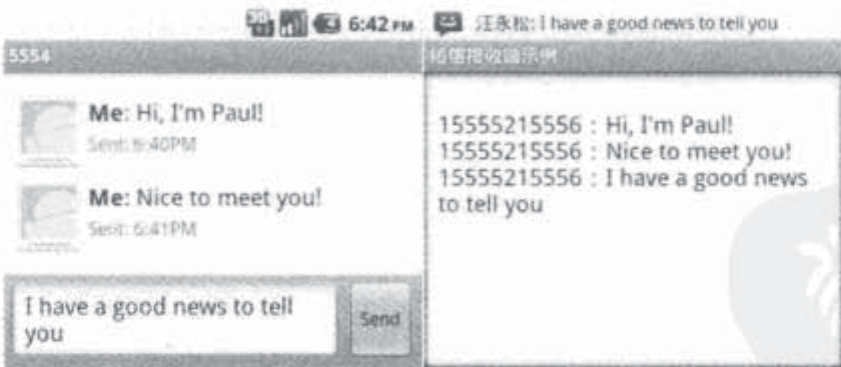 6:42 PM
5554
Me: Hi, I'm Paul!
Sent: 6:40PM
Me: Nice to meet you!
Sent: 6:41PM
I have a good news to tell
you
Send
汪永松: i have a good news to tell you
短信接收端示例
15555215556 : Hi, I'm Paul!
15555215556 : Nice to meet you!
15555215556 : I have a good news
to tell you